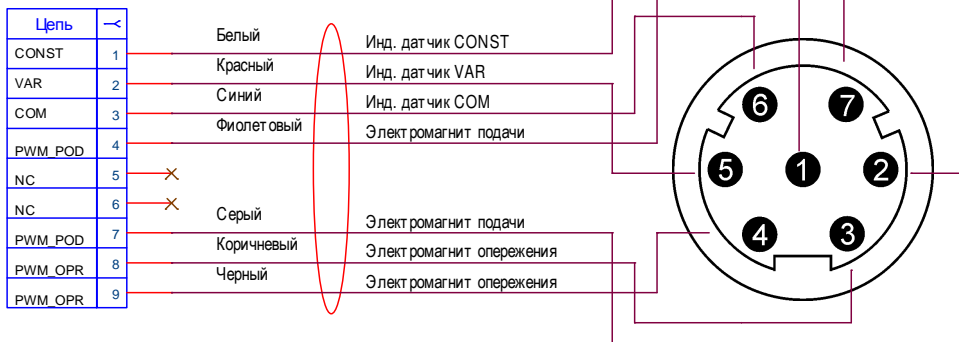 Цепь
CONST 1 Белый Инд. датчик CONST
VAR 2 Красный Инд. датчик VAR
COM 3 Синий Инд. датчик COM
PWM_POD 4 Фиолетовый Электромагнит подачи
NC 5
NC 6
PWM_POD 7 Серый Электромагнит подачи
PWM_OPR 8 Коричневый Электромагнит опережения
PWM_OPR 9 Черный Электромагнит опережения
6 7
5 1 2
4 3